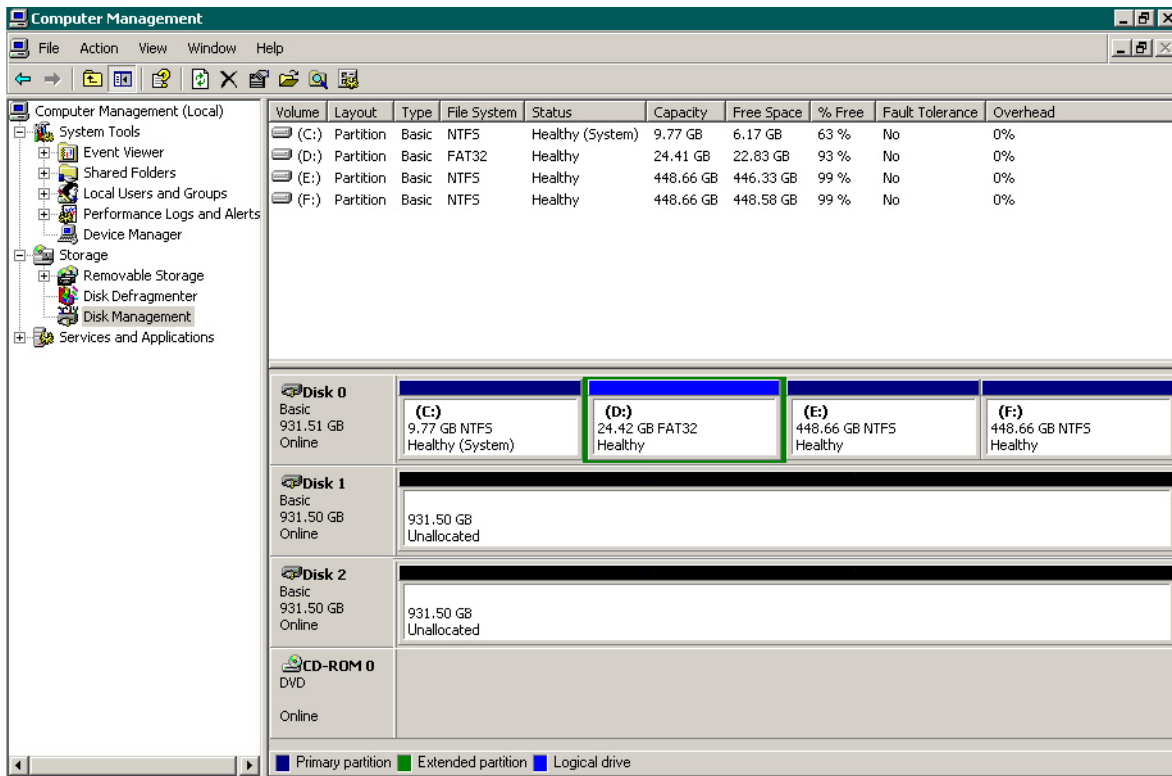 Computer Management
File Action View Window Help
Computer Management (Local)
System Tools
Event Viewer
Shared Folders
Local Users and Groups
Performance Logs and Alerts
Device Manager
Storage
Removable Storage
Disk Defragmenter
Disk Management
Services and Applications
Volume Layout Type File System Status Capacity Free Space % Free Fault Tolerance Overhead
(C:) Partition Basic NTFS Healthy (System) 9.77 GB 6.17 GB 63 % No 0%
(D:) Partition Basic FAT32 Healthy 24.41 GB 22.83 GB 93 % No 0%
(E:) Partition Basic NTFS Healthy 448.66 GB 446.33 GB 99 % No 0%
(F:) Partition Basic NTFS Healthy 448.66 GB 448.58 GB 99 % No 0%
Disk 0
Basic
931.51 GB
Online
(C:)
9.77 GB NTFS
Healthy (System)
(D:)
24.42 GB FAT32
Healthy
(E:)
448.66 GB NTFS
Healthy
(F:)
448.66 GB NTFS
Healthy
Disk 1
Basic
931.50 GB
Online
931.50 GB
Unallocated
Disk 2
Basic
931.50 GB
Online
931.50 GB
Unallocated
CD-ROM 0
DVD
Online
Primary partition Extended partition Logical drive